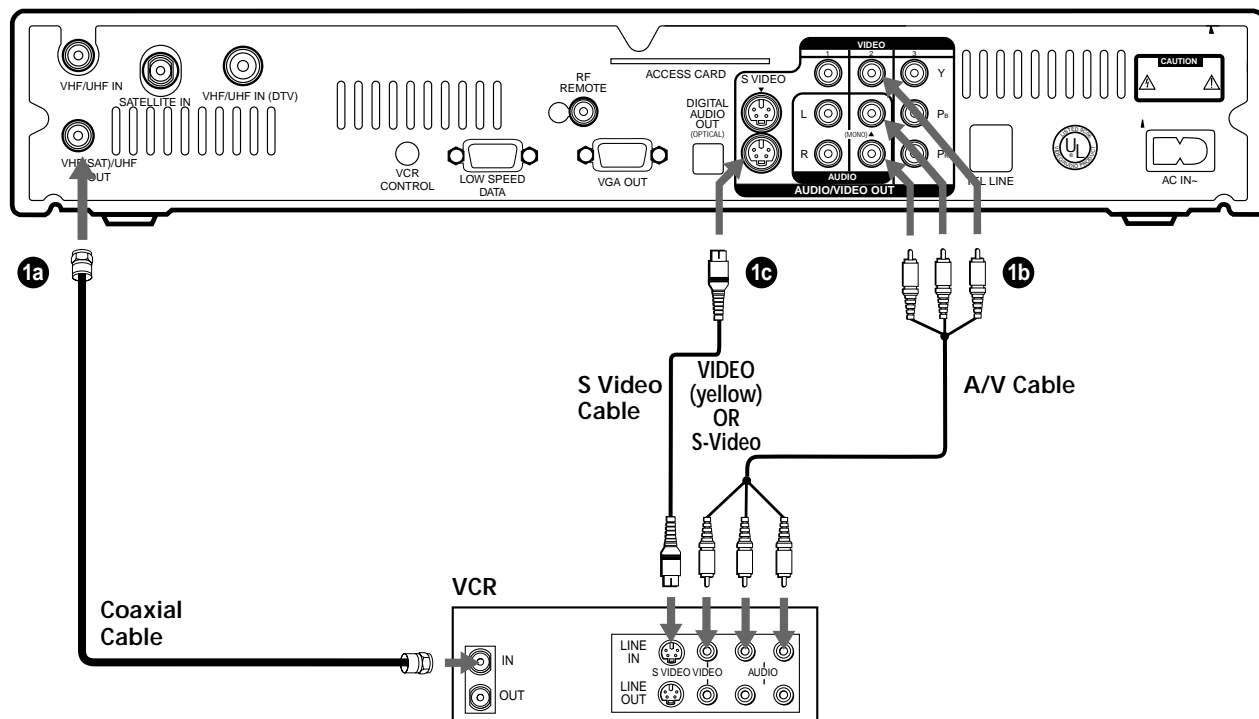 VIDEO
1 2 3
VHF/UHF IN
SATELLITE IN
VHF/UHF IN (DTV)
RF
REMOTE
ACCESS CARD
S VIDEO
Y
CAUTION
DIGITAL
AUDIO
OUT
(OPTICAL)
L
(MONO)
PB
VHF(SAT)/UHF
OUT
VCR
CONTROL
LOW SPEED
DATA
VGA OUT
R
AUDIO
AUDIO/VIDEO OUT
LINE
UL
®
AC IN~
1a
1c
1b
S Video
Cable
VIDEO
(yellow)
OR
S-Video
A/V Cable
VCR
Coaxial
Cable
IN
OUT
LINE
IN
S VIDEO VIDEO AUDIO
LINE
OUT